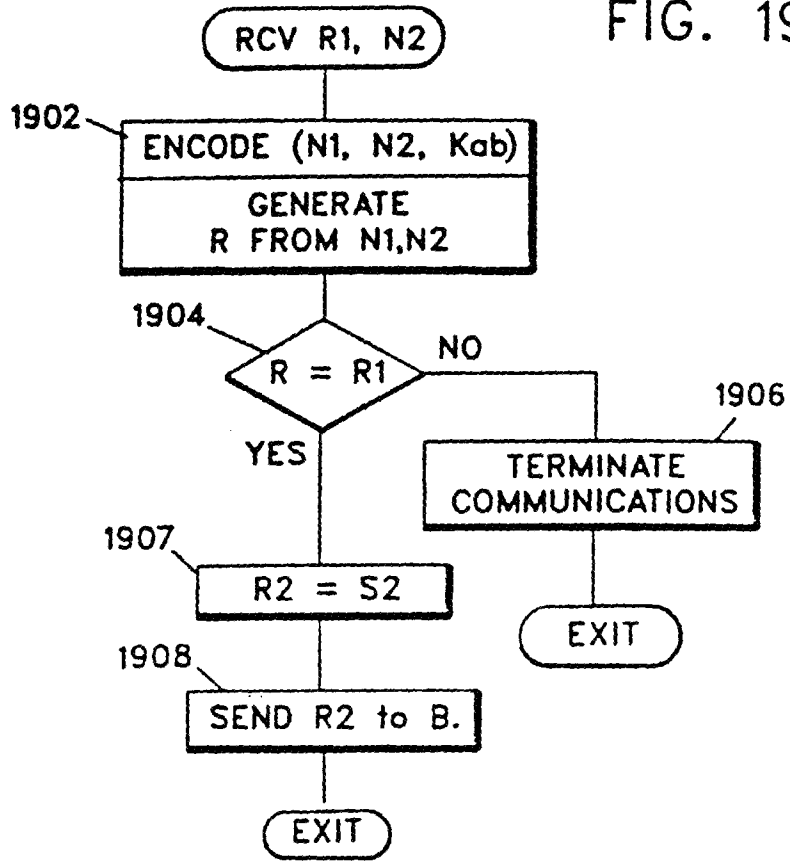 FIG. 19
RCV R1, N2
1902
ENCODE (N1, N2, Kab)
GENERATE
R FROM N1,N2
1904
R = R1
NO
1906
YES
TERMINATE
COMMUNICATIONS
1907
R2 = S2
EXIT
1908
SEND R2 to B.
EXIT